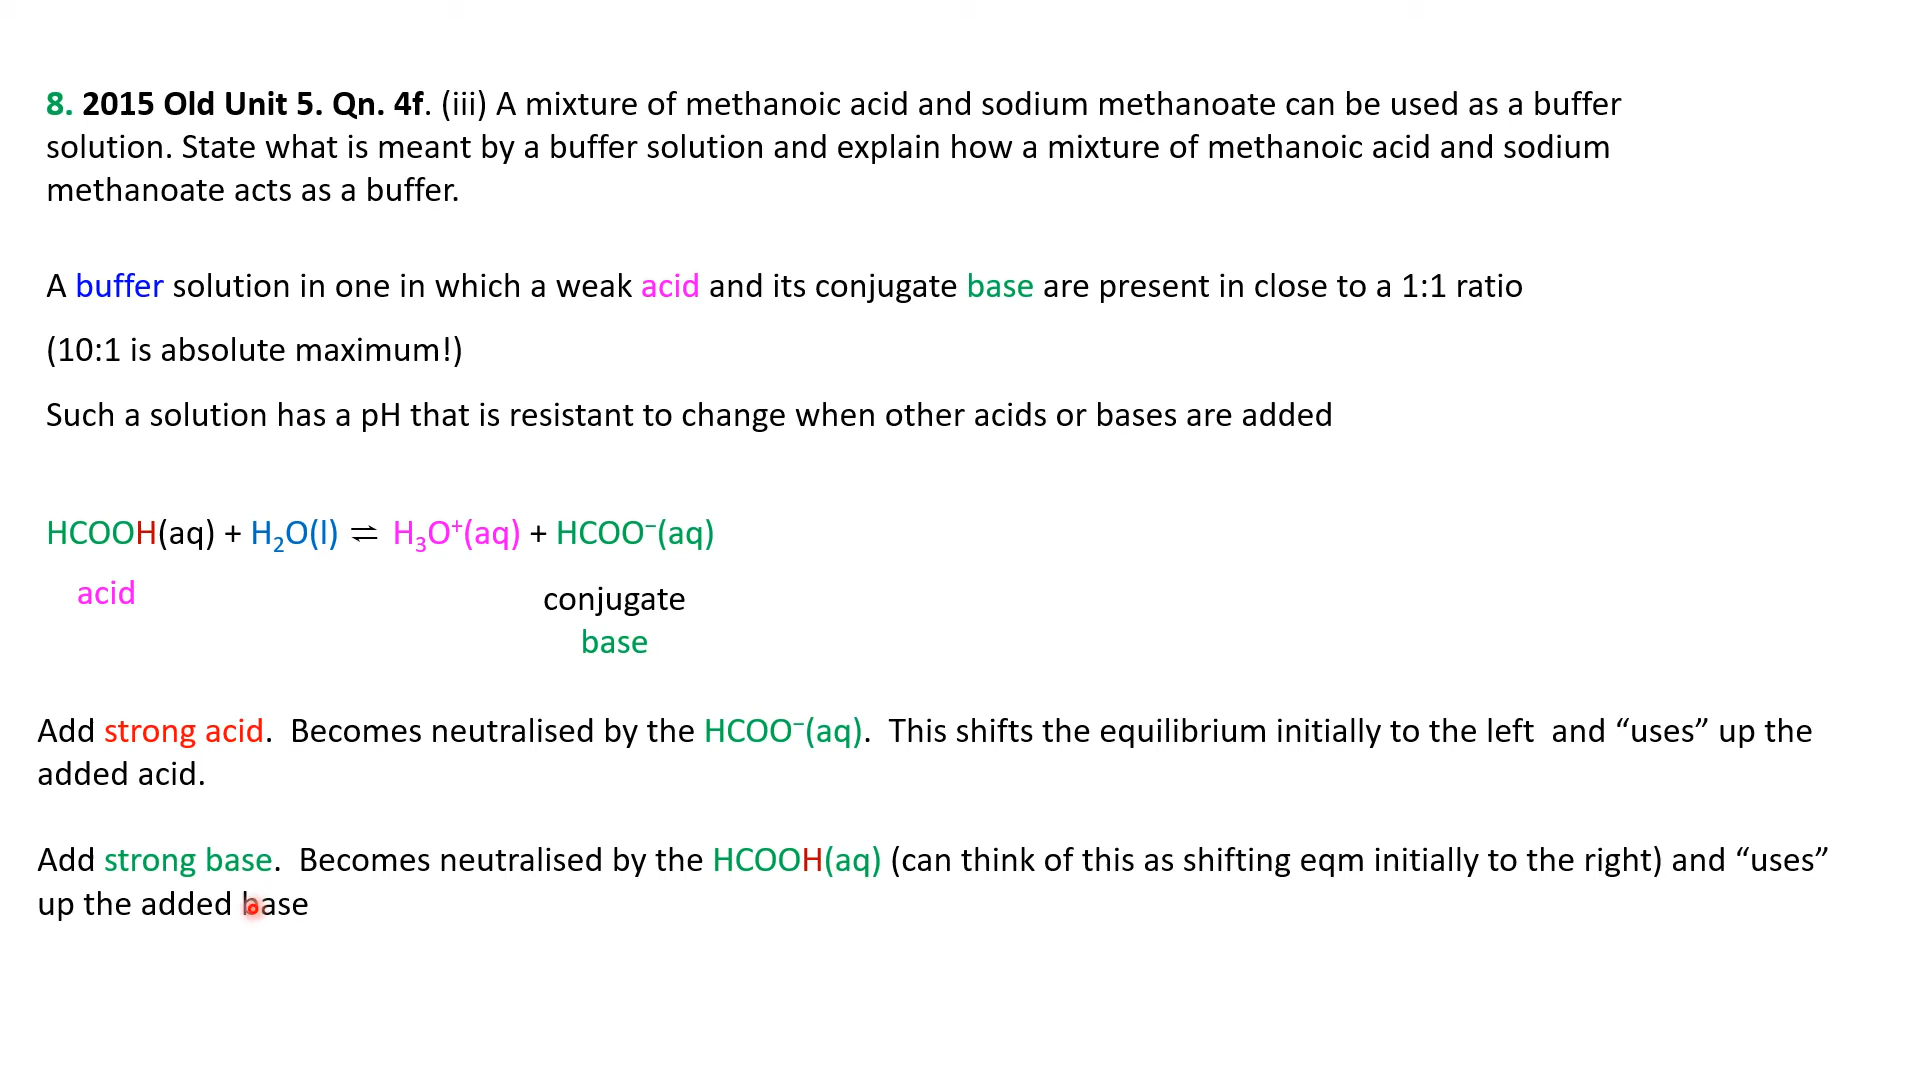 8. 2015 Old Unit 5. Qn. 4f. (iii) A mixture of methanoic acid and sodium methanoate can be used as a buffer
solution. State what is meant by a buffer solution and explain how a mixture of methanoic acid and sodium
methanoate acts as a buffer.
A buffer solution in one in which a weak acid and its conjugate base are present in close to a 1:1 ratio
(10:1 is absolute maximum!)
Such a solution has a pH that is resistant to change when other acids or bases are added
HCOOH(aq) + H₂O(l) ⇌ H₃O⁺(aq) + HCOO⁻(aq)
acid
conjugate
base
Add strong acid.  Becomes neutralised by the HCOO⁻(aq).  This shifts the equilibrium initially to the left  and “uses” up the
added acid.
Add strong base.  Becomes neutralised by the HCOOH(aq) (can think of this as shifting eqm initially to the right) and “uses”
up the added base